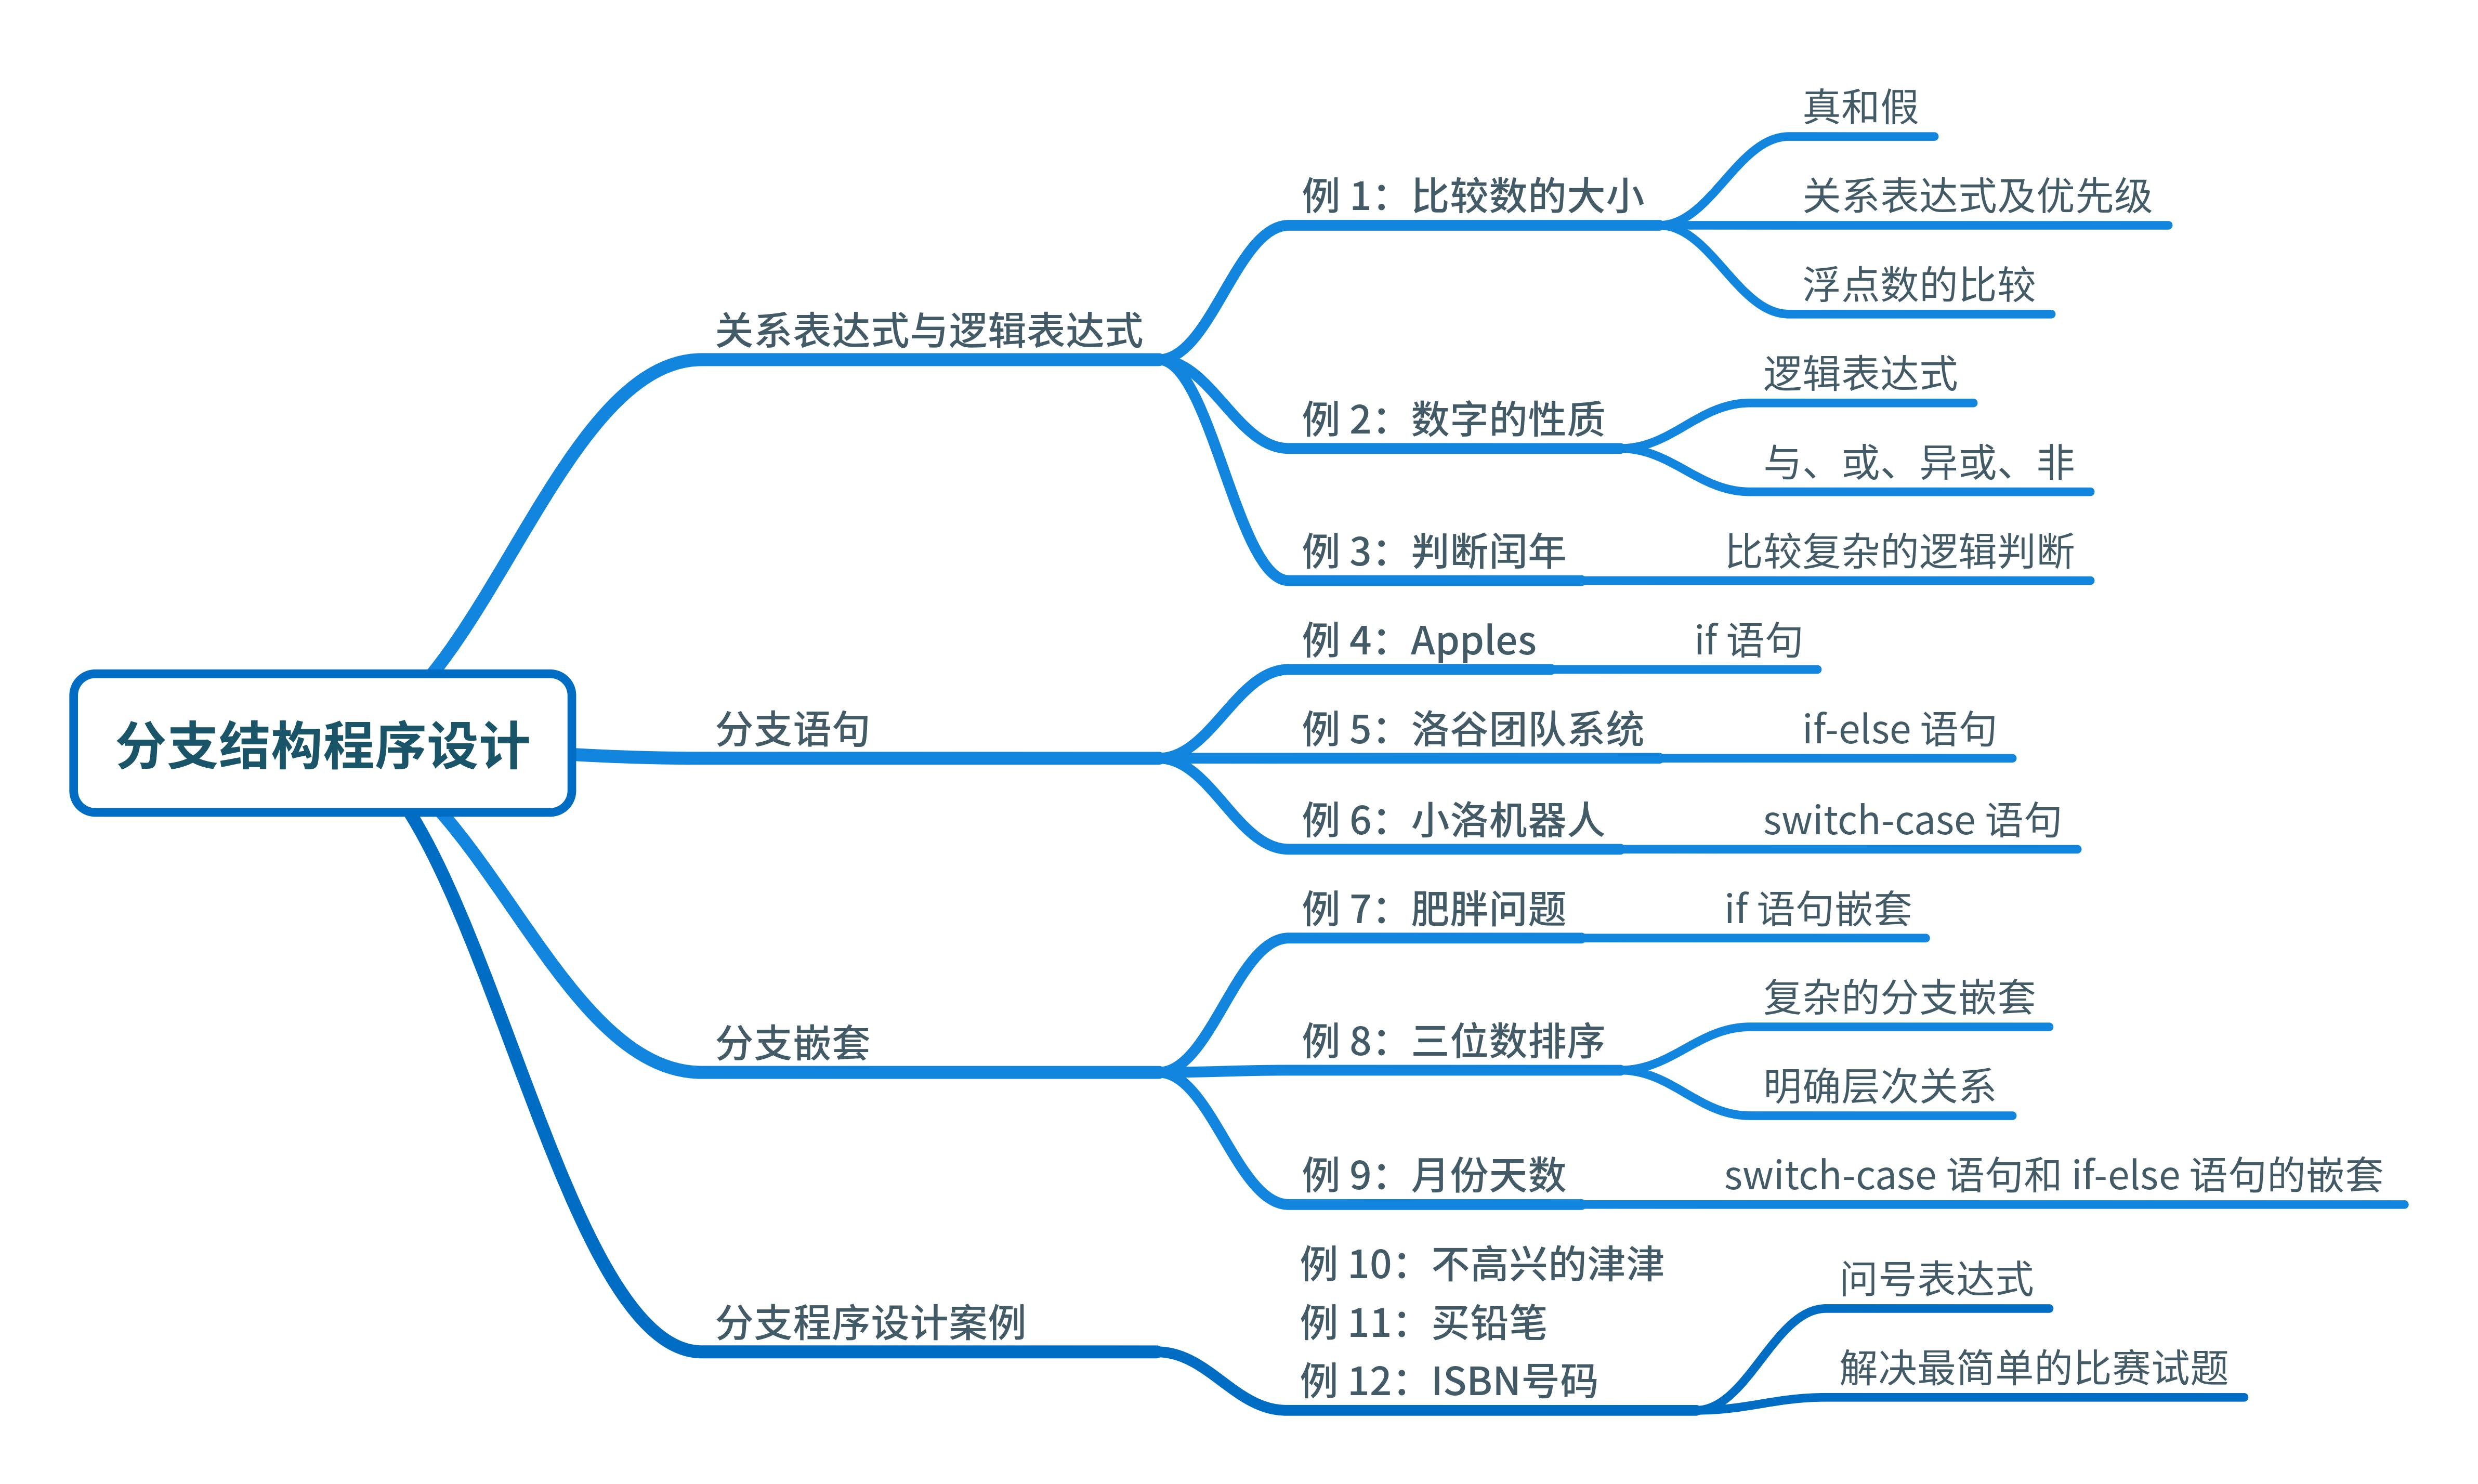 分支结构程序设计
关系表达式与逻辑表达式
例 1：比较数的大小
真和假
关系表达式及优先级
浮点数的比较
例 2：数字的性质
逻辑表达式
与、或、异或、非
例 3：判断闰年
比较复杂的逻辑判断
分支语句
例 4：Apples
if 语句
例 5：洛谷团队系统
if-else 语句
例 6：小洛机器人
switch-case 语句
分支嵌套
例 7：肥胖问题
if 语句嵌套
例 8：三位数排序
复杂的分支嵌套
明确层次关系
例 9：月份天数
switch-case 语句和 if-else 语句的嵌套
分支程序设计案例
例 10：不高兴的津津
例 11：买铅笔
例 12：ISBN号码
问号表达式
解决最简单的比赛试题